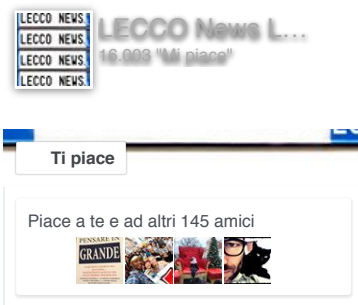 LECCO NEWS.
LECCO NEWS.
LECCO NEWS.
LECCO NEWS.
LECCO News L...
16.003 "Mi piace"
Ti piace
Piace a te e ad altri 145 amici
PENSARE IN
GRANDE